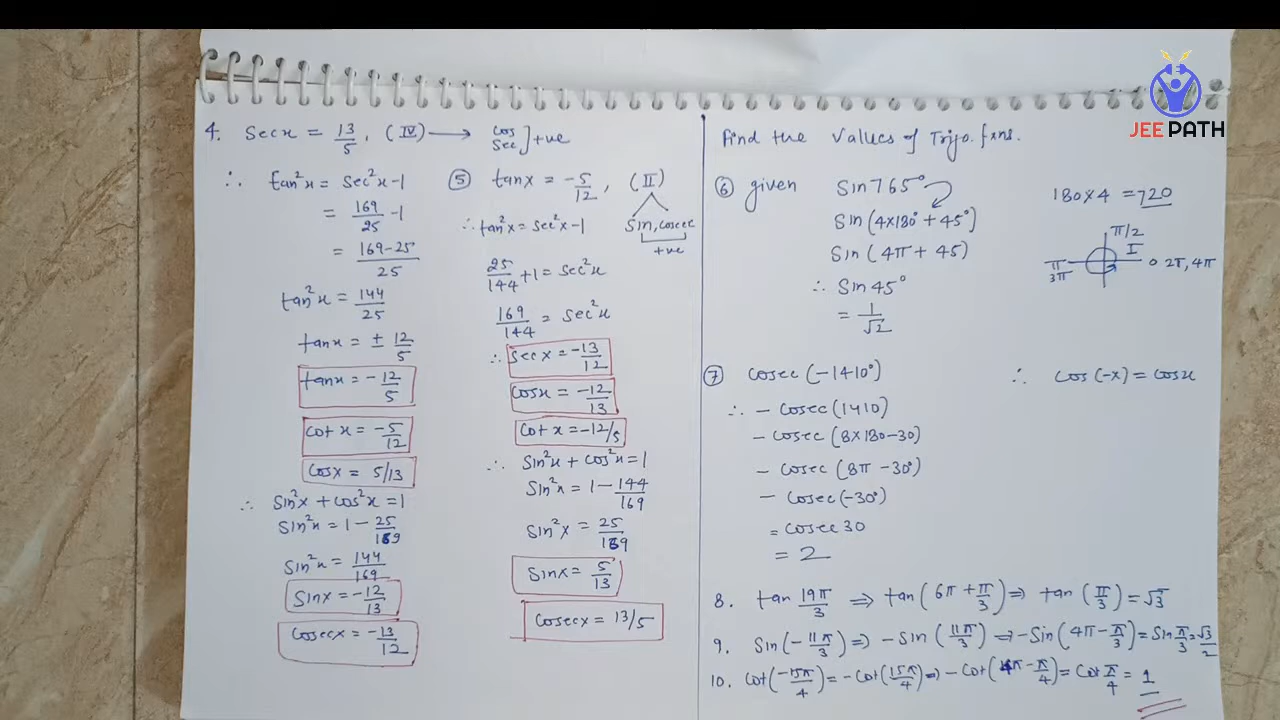 JEE PATH
4. Secx = 13/5, (IV) → cos sec ] +ve
∴ tan²x = sec²x-1
= 169/25 - 1
= 169-25/25
tan²x = 144/25
tanx = ± 12/5
tanx = -12/5
cot x = -5/12
cosx = 5/13
∴ sin²x + cos²x = 1
sin²x = 1 - 25/169
sin²x = 144/169
sinx = -12/13
cosecx = -13/12
⑤ tanx = -5/12, (II)
Sin, cosec
+ve
∴ tan²x = sec²x-1
25/144 + 1 = sec²x
169/144 = sec²x
∴ secx = -13/12
cosx = -12/13
cot x = -12/5
∴ sin²x + cos²x = 1
sin²x = 1 - 144/169
sin²x = 25/169
sinx = 5/13
cosecx = 13/5
Find the values of Trigo. fxns.
⑥ given Sin 765°
Sin(4x180° + 45°]
Sin (4π + 45)
∴ Sin 45°
= 1/√2
180 x 4 = 720
π/2
I
π
3π
0 2π, 4π
⑦ cosec (-1410°) ∴ cos(-x) = cosx
∴ - cosec (1410)
- cosec (8x180-30)
- cosec (8π - 30°)
- cosec (-30°)
= cosec 30
= 2
8. tan 19π/3 ⇒ tan(6π + π/3) ⇒ tan (π/3) = √3
9. Sin(-11π/3) ⇒ - Sin (11π/3) ⇒ - Sin (4π - π/3) = Sin π/3 = √3/2
10. Cot(-15π/4) = - Cot(15π/4) ⇒ - Cot (4π - π/4) = Cot π/4 = 1